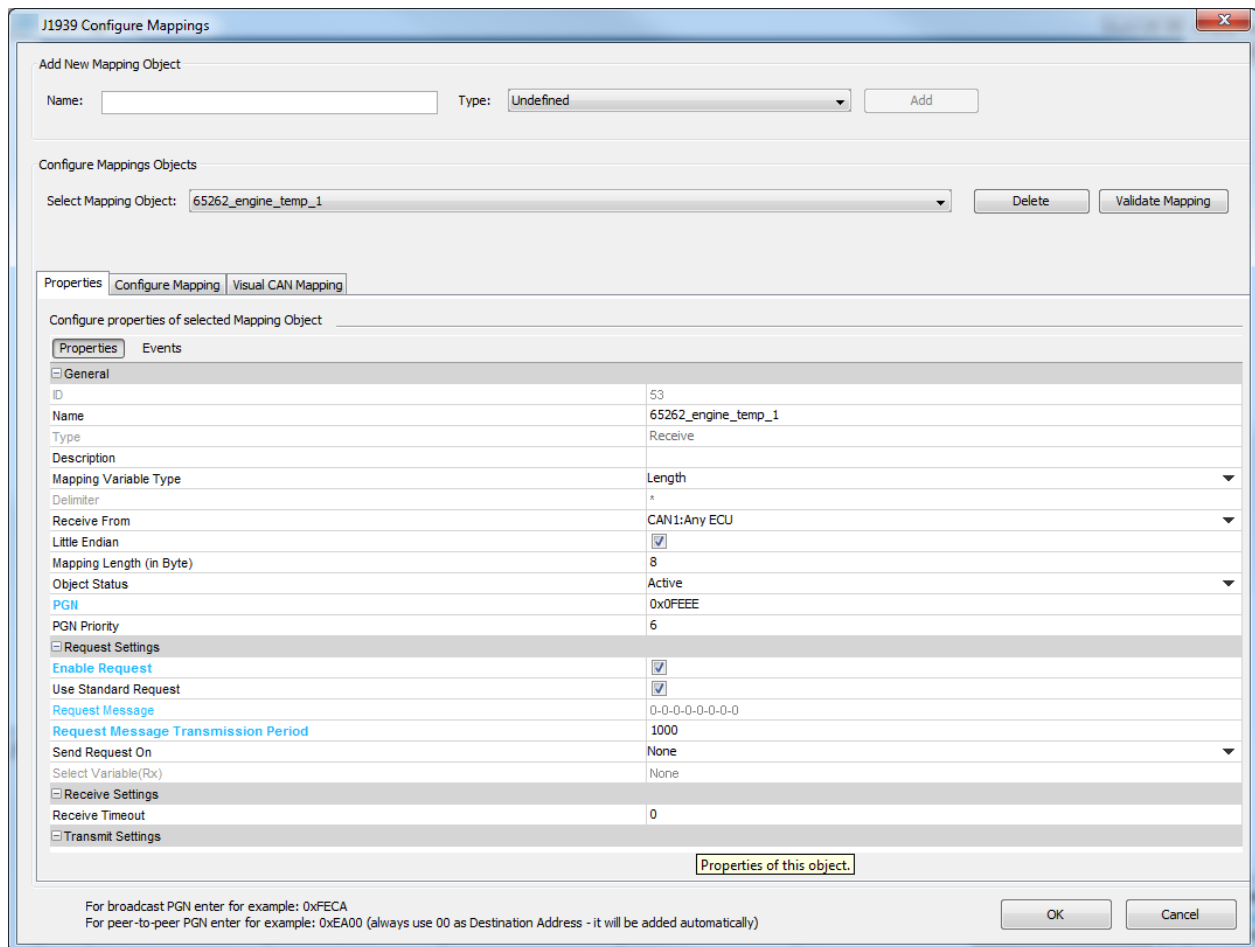 J1939 Configure Mappings
x
Add New Mapping Object
Name: Type: Undefined Add
Configure Mappings Objects
Select Mapping Object: 65262_engine_temp_1 Delete Validate Mapping
Properties Configure Mapping Visual CAN Mapping
Configure properties of selected Mapping Object
Properties Events
General
ID 53
Name 65262_engine_temp_1
Type Receive
Description
Mapping Variable Type Length
Delimiter *
Receive From CAN1:Any ECU
Little Endian
Mapping Length (in Byte) 8
Object Status Active
PGN 0x0FEEE
PGN Priority 6
Request Settings
Enable Request
Use Standard Request
Request Message 0-0-0-0-0-0-0-0
Request Message Transmission Period 1000
Send Request On None
Select Variable(Rx) None
Receive Settings
Receive Timeout 0
Transmit Settings
Properties of this object.
For broadcast PGN enter for example: 0xFECA
For peer-to-peer PGN enter for example: 0xEA00 (always use 00 as Destination Address - it will be added automatically)
OK Cancel